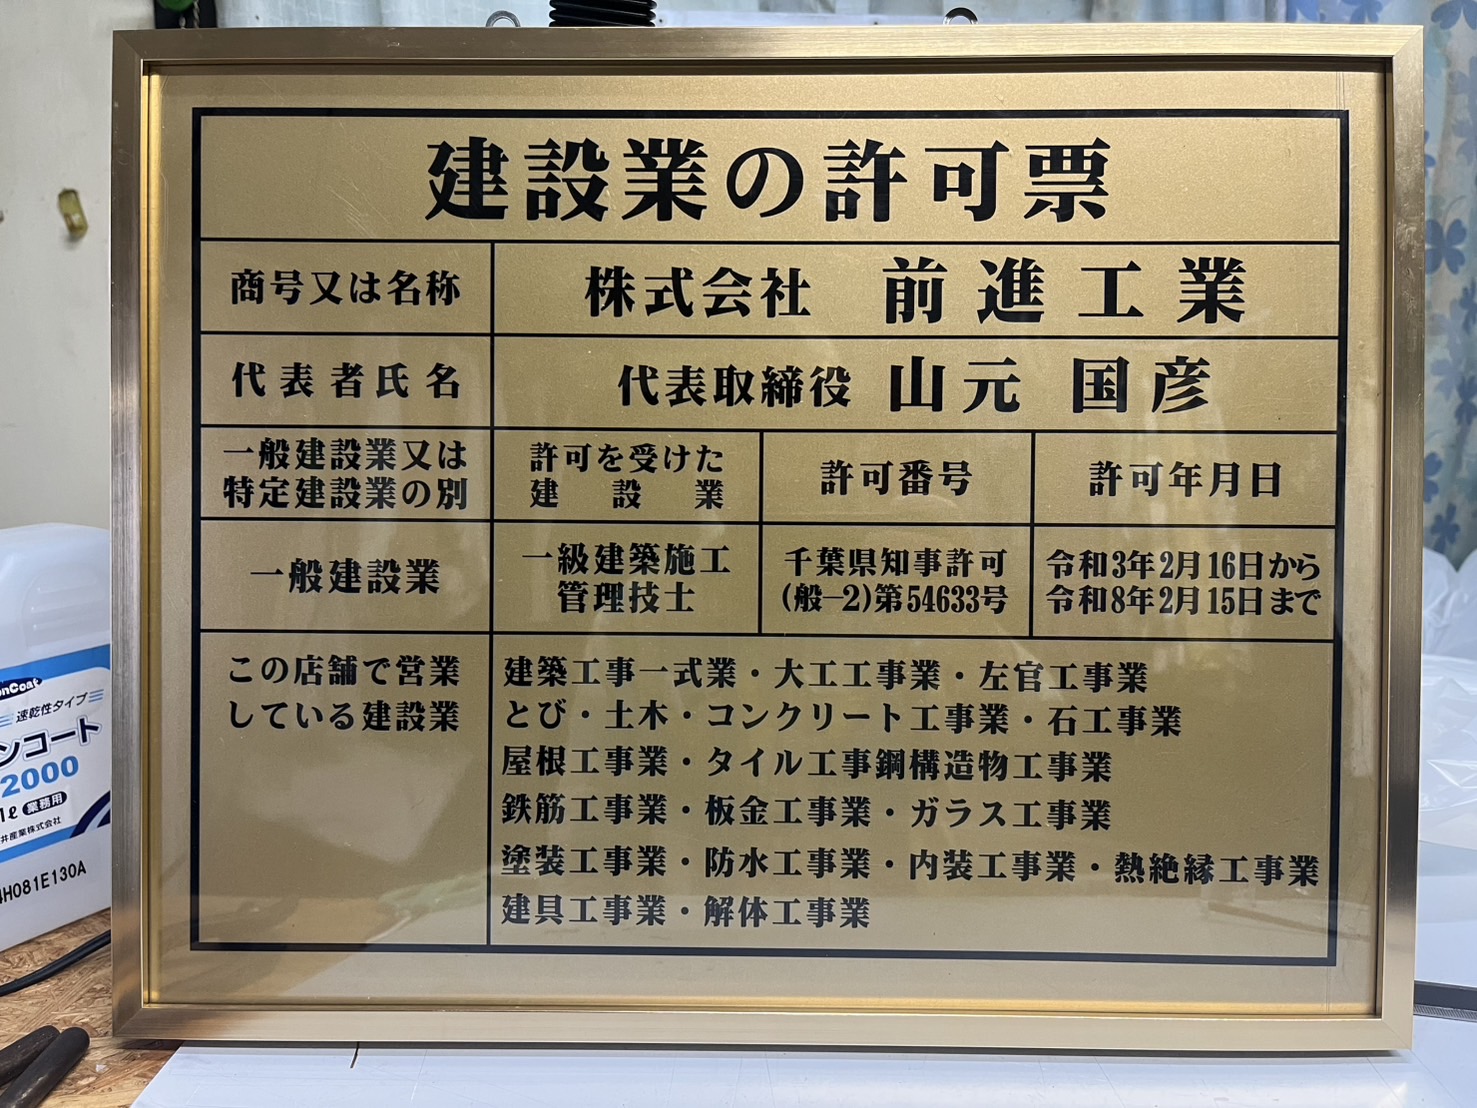 建設業の許可票
商号又は名称
株式会社 前進工業
代表者氏名
代表取締役 山元 国彦
一般建設業又は
特定建設業の別
許可を受けた
建設業
許可番号
許可年月日
一般建設業
一級建築施工
管理技士
千葉県知事許可
(般−2)第54633号
令和3年2月16日から
令和8年2月15日まで
この店舗で営業
している建設業
建築工事一式業・大工工事業・左官工事業
とび・土木・コンクリート工事業・石工事業
屋根工事業・タイル工事鋼構造物工事業
鉄筋工事業・板金工事業・ガラス工事業
塗装工事業・防水工事業・内装工事業・熱絶縁工事業
建具工事業・解体工事業
onCoat
速乾性タイプ
ンコート
2000
1ℓ 業務用
井産業株式会社
4H081E130A